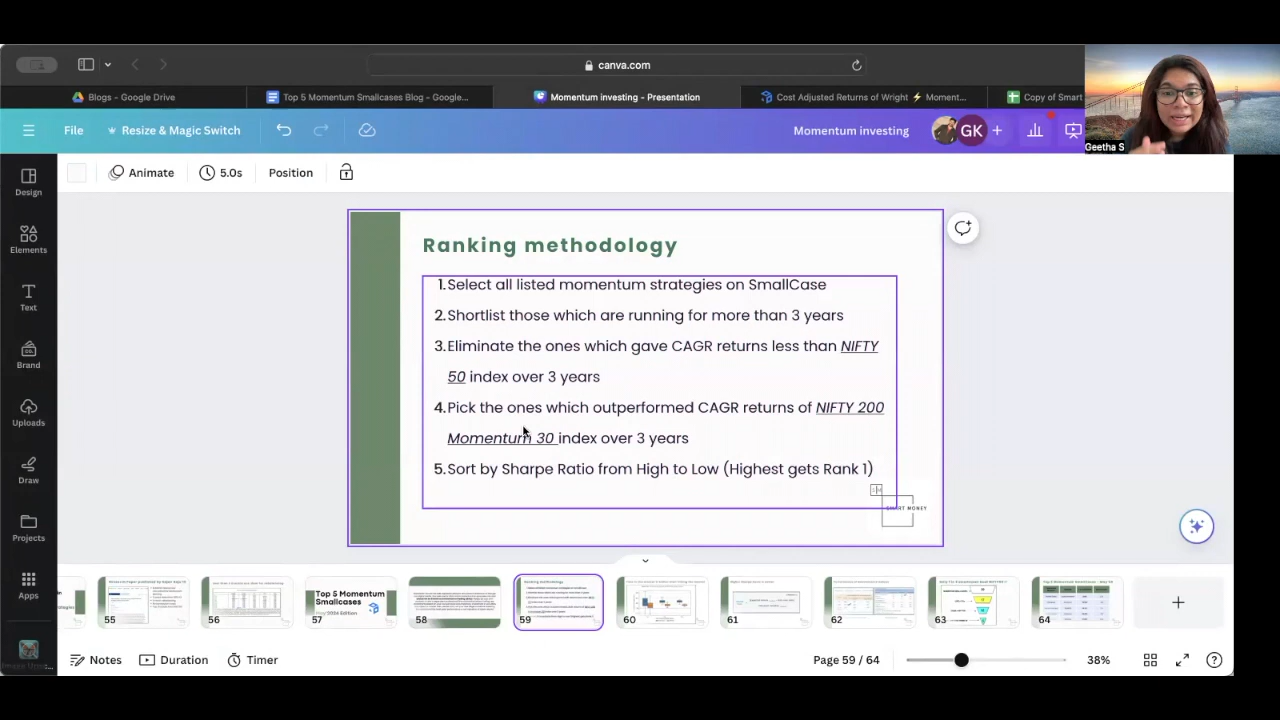 canva.com
Blogs – Google Drive
Top 5 Momentum Smallcases Blog - Google...
Momentum investing - Presentation
Cost Adjusted Returns of Wright ⚡ Moment...
Copy of Smart
File
Resize & Magic Switch
Momentum investing
GK
Geetha S
Animate
5.0s
Position
Design
Elements
Text
Brand
Uploads
Draw
Projects
Apps
Ranking methodology
1. Select all listed momentum strategies on SmallCase
2. Shortlist those which are running for more than 3 years
3. Eliminate the ones which gave CAGR returns less than NIFTY
50 index over 3 years
4. Pick the ones which outperformed CAGR returns of NIFTY 200
Momentum 30 index over 3 years
5. Sort by Sharpe Ratio from High to Low (Highest gets Rank 1)
SMART MONEY
55
56
Top 5 Momentum
Smallcases
57
58
Ranking methodology
59
60
61
62
63
64
Notes
Duration
Timer
Page 59 / 64
38%